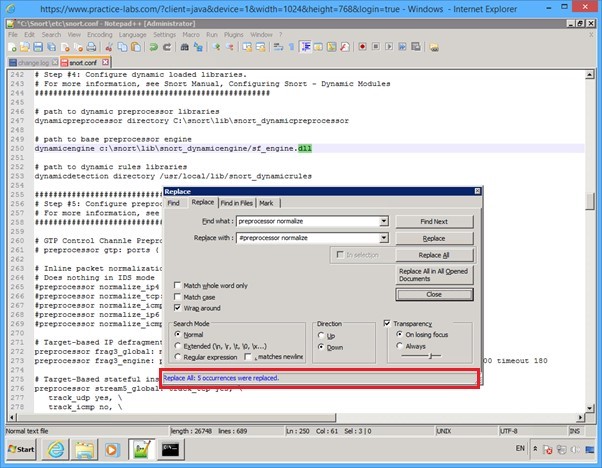 https://www.practice-labs.com/?client=java&device=1&width=1024&height=768&login=true - Windows - Internet Explorer
*C:\Snort\etc\snort.conf - Notepad++ [Administrator]
File Edit Search View Encoding Language Settings Macro Run Plugins Window ?
X
change.log
snort.conf
242 # Step #4: Configure dynamic loaded libraries.
243 # For more information, see Snort Manual, Configuring Snort - Dynamic Modules
244 ###################################################
245
246 # path to dynamic preprocessor libraries
247 dynamicpreprocessor directory C:\snort\lib\snort_dynamicpreprocessor
248
249 # path to base preprocessor engine
250 dynamicengine c:\snort\lib\snort_dynamicengine/sf_engine.dll
251
252 # path to dynamic rules libraries
253 dynamicdetection directory /usr/local/lib/snort_dynamicrules
254
255
256 # Step #5: Configure prepro
257 # For more information, see
258
259
260 # GTP Control Channle Prepro
261 # preprocessor gtp: ports {
262
263 # Inline packet normalizatio
264 # Does nothing in IDS mode
265 #preprocessor normalize_ip4
266 #preprocessor normalize_tcp:
267 #preprocessor normalize_icmp
268 #preprocessor normalize_ip6
269 #preprocessor normalize_icmp
270
271 # Target-based IP defragment
272 preprocessor frag3_global: m
273 preprocessor frag3_engine: p 00 timeout 180
274
275 # Target-Based stateful ins
276 preprocessor stream5_global: track_tcp yes, \
277 track_udp yes, \
278 track_icmp no, \
Replace
Find Replace Find in Files Mark
Find what : preprocessor normalize Find Next
Replace with : #preprocessor normalize Replace
In selection Replace All
Replace All in All Opened Documents
Match whole word only
Close
Match case
Wrap around
Search Mode Direction Transparency
Normal Up On losing focus
Extended (\n, \r, \t, \0, \x...) Down Always
Regular expression . matches newline
Replace All: 5 occurrences were replaced.
Normal text file length : 26748 lines : 689 Ln : 250 Col : 61 Sel : 3 | 0 UNIX UTF-8 INS
Start
EN